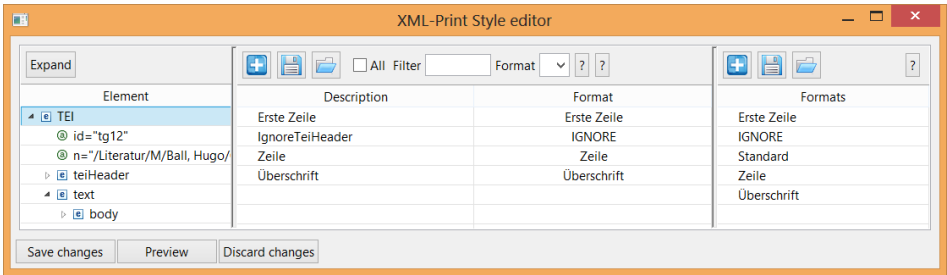 XML-Print Style editor
Expand
All Filter Format ? ?
?
Element
TEI
id="tg12"
n="/Literatur/M/Ball, Hugo/
teiHeader
text
body
Description Format
Erste Zeile Erste Zeile
IgnoreTeiHeader IGNORE
Zeile Zeile
Überschrift Überschrift
Formats
Erste Zeile
IGNORE
Standard
Zeile
Überschrift
Save changes Preview Discard changes